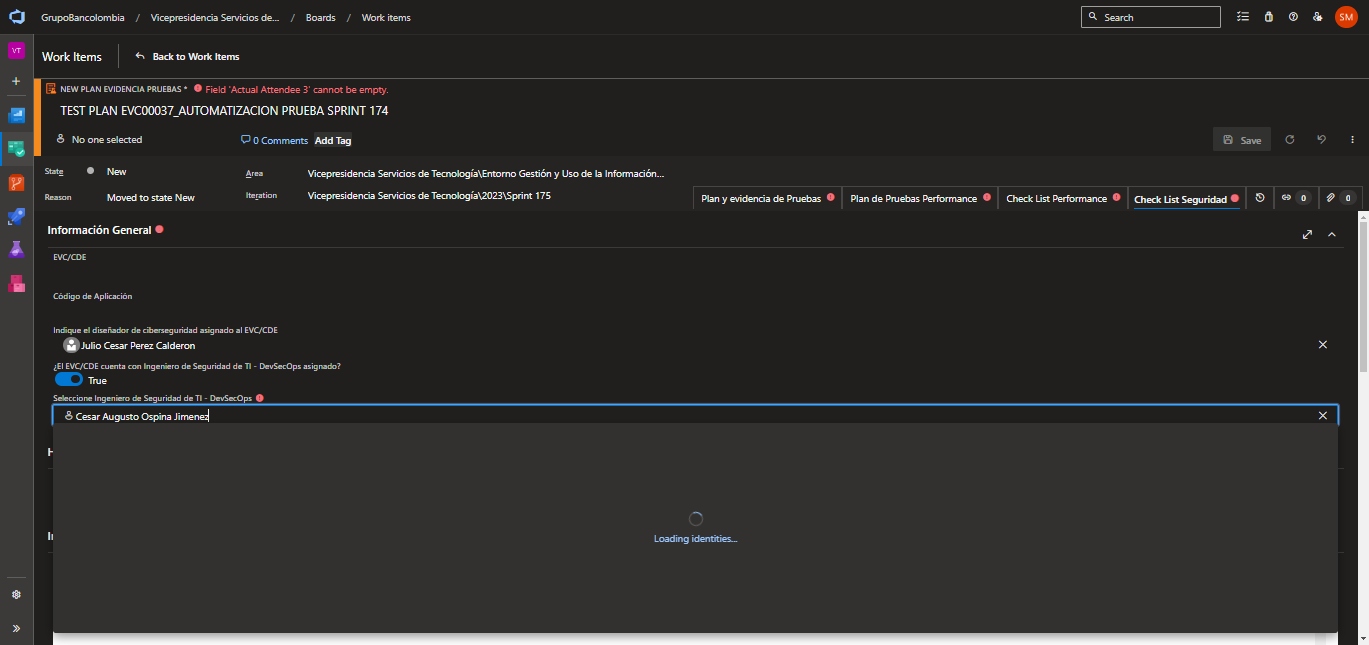 GrupoBancolombia / Vicepresidencia Servicios de... / Boards / Work items
Search
SM
VT
Work Items
Back to Work Items
NEW PLAN EVIDENCIA PRUEBAS * Field 'Actual Attendee 3' cannot be empty.
TEST PLAN EVC00037_AUTOMATIZACION PRUEBA SPRINT 174
No one selected
0 Comments
Add Tag
Save
State
New
Area
Vicepresidencia Servicios de Tecnología\Entorno Gestión y Uso de la Información...
Reason
Moved to state New
Iteration
Vicepresidencia Servicios de Tecnología\2023\Sprint 175
Plan y evidencia de Pruebas
Plan de Pruebas Performance
Check List Performance
Check List Seguridad
0
0
Información General
EVC/CDE
Código de Aplicación
Indique el diseñador de ciberseguridad asignado al EVC/CDE
Julio Cesar Perez Calderon
¿El EVC/CDE cuenta con Ingeniero de Seguridad de TI - DevSecOps asignado?
True
Seleccione Ingeniero de Seguridad de TI - DevSecOps
Cesar Augusto Ospina Jimenez
Loading identities...